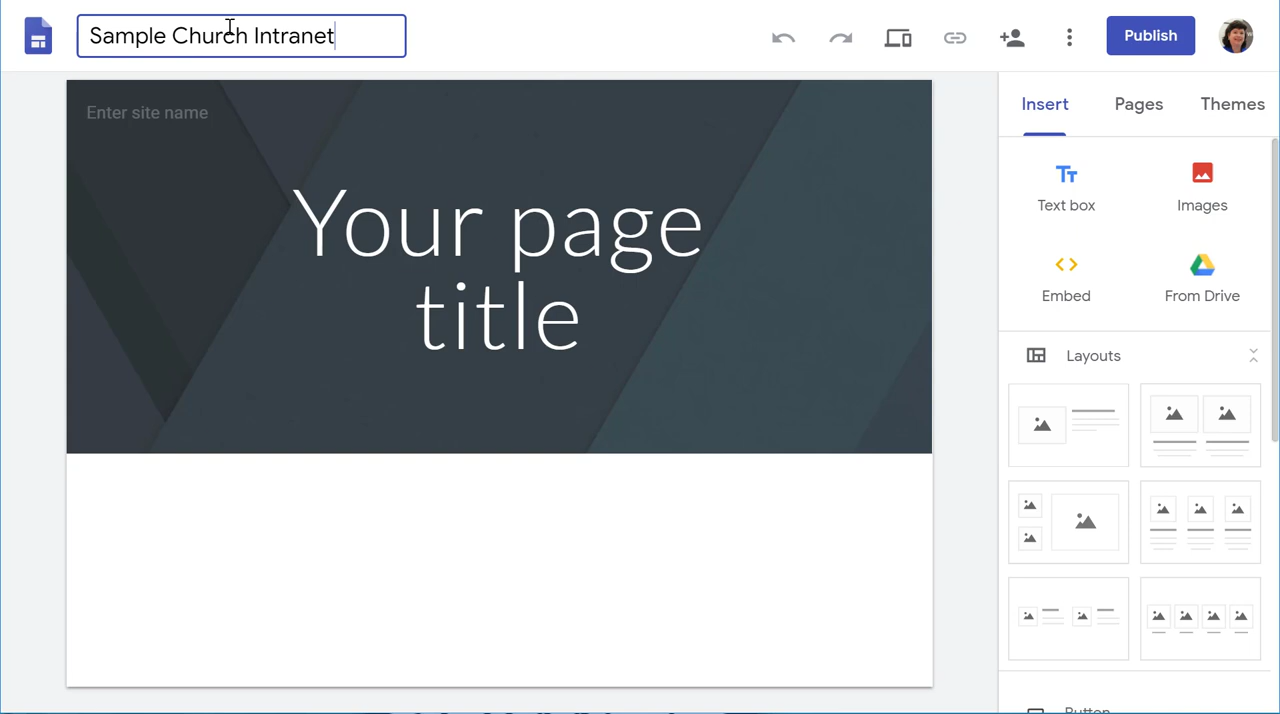 Sample Church Intranet
Publish
Enter site name
Your page
title
Insert
Pages
Themes
Text box
Images
Embed
From Drive
Layouts
Button